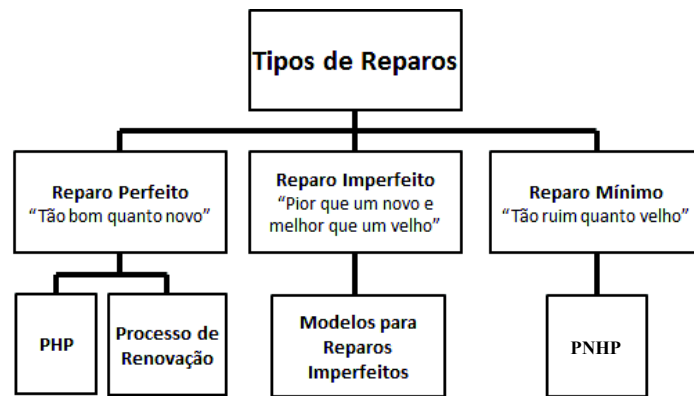 Tipos de Reparos
Reparo Perfeito
“Tão bom quanto novo”
Reparo Imperfeito
“Pior que um novo e
melhor que um velho”
Reparo Mínimo
“Tão ruim quanto velho”
PHP
Processo de
Renovação
Modelos para
Reparos
Imperfeitos
PNHP